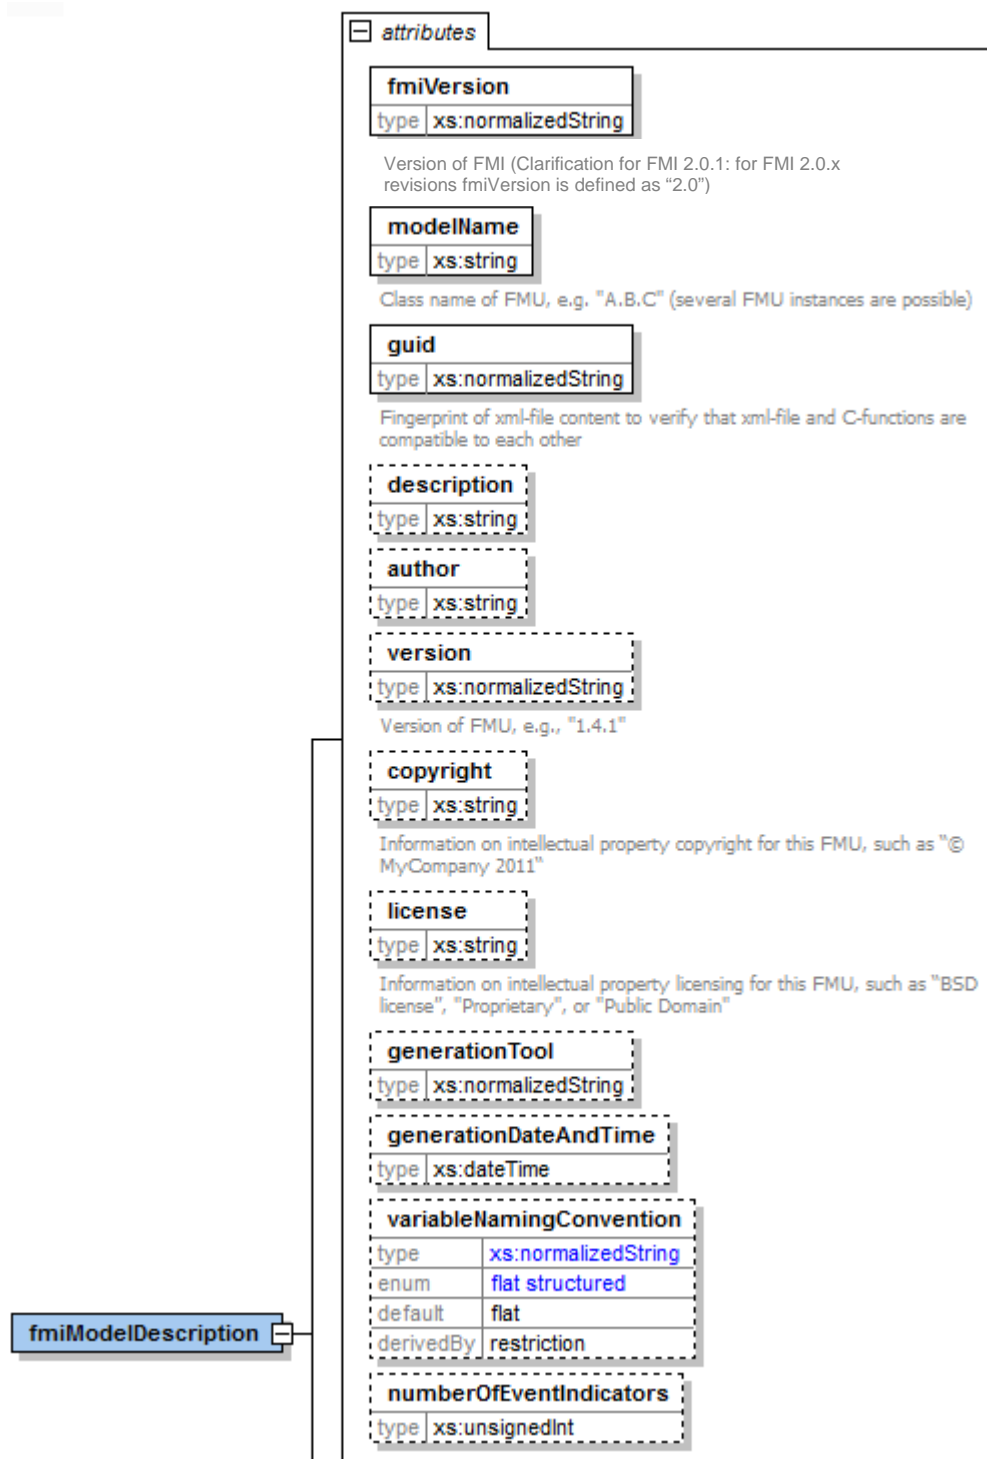 attributes
fmiVersion
type xs:normalizedString
Version of FMI (Clarification for FMI 2.0.1: for FMI 2.0.x
revisions fmiVersion is defined as “2.0”)
modelName
type xs:string
Class name of FMU, e.g. "A.B.C" (several FMU instances are possible)
guid
type xs:normalizedString
Fingerprint of xml-file content to verify that xml-file and C-functions are
compatible to each other
description
type xs:string
author
type xs:string
version
type xs:normalizedString
Version of FMU, e.g., "1.4.1"
copyright
type xs:string
Information on intellectual property copyright for this FMU, such as “©
MyCompany 2011“
license
type xs:string
Information on intellectual property licensing for this FMU, such as “BSD
license”, "Proprietary", or "Public Domain"
generationTool
type xs:normalizedString
generationDateAndTime
type xs:dateTime
variableNamingConvention
type xs:normalizedString
enum flat structured
default flat
derivedBy restriction
fmiModelDescription
numberOfEventIndicators
type xs:unsignedInt